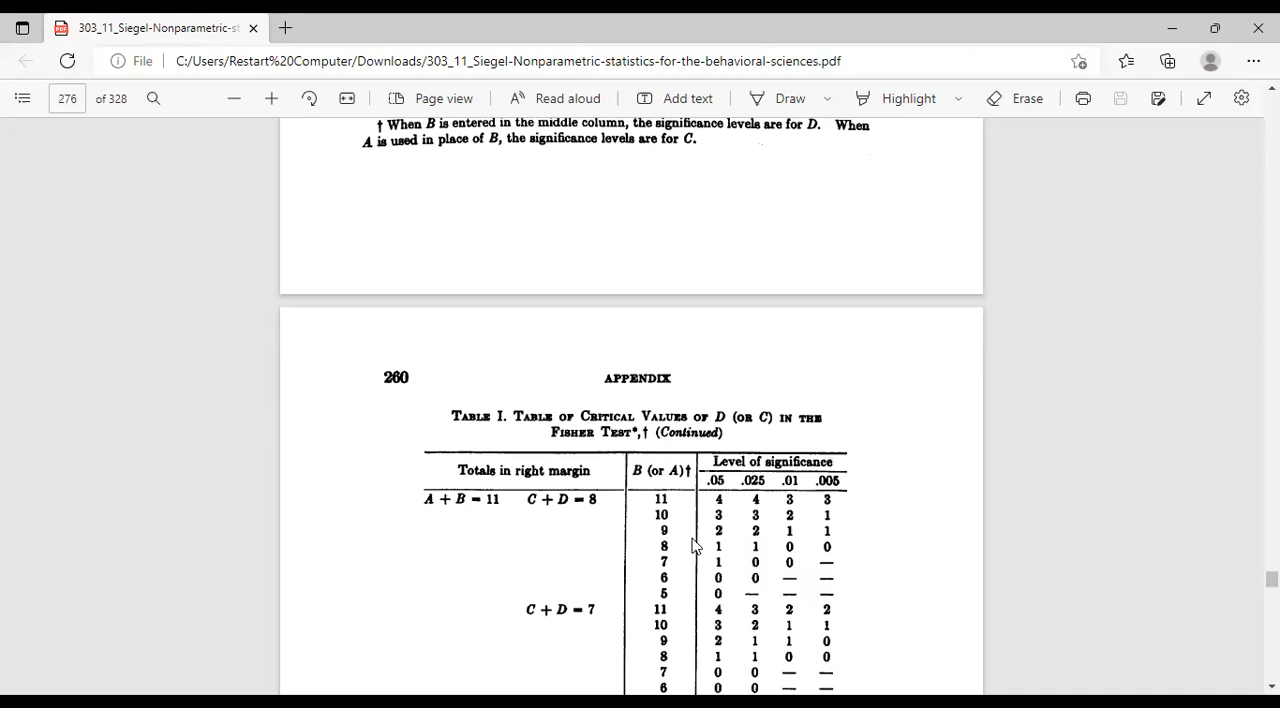 303_11_Siegel-Nonparametric-st
File C:/Users/Restart%20Computer/Downloads/303_11_Siegel-Nonparametric-statistics-for-the-behavioral-sciences.pdf
276 of 328 Page view Read aloud Add text Draw Highlight Erase
† When B is entered in the middle column, the significance levels are for D. When
A is used in place of B, the significance levels are for C.
260 APPENDIX
TABLE I. TABLE OF CRITICAL VALUES OF D (OR C) IN THE
FISHER TEST*,† (Continued)
Totals in right margin B (or A)† Level of significance
.05 .025 .01 .005
A + B = 11 C + D = 8 11 4 4 3 3
10 3 3 2 1
9 2 2 1 1
8 1 1 0 0
7 1 0 0 —
6 0 0 — —
5 0 — — —
C + D = 7 11 4 3 2 2
10 3 2 1 1
9 2 1 1 0
8 1 1 0 0
7 0 0 — —
6 0 0 — —